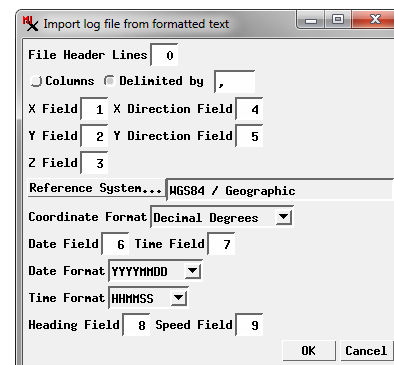 Import log file from formatted text
File Header Lines 0
Columns Delimited by ,
X Field 1 X Direction Field 4
Y Field 2 Y Direction Field 5
Z Field 3
Reference System... WGS84 / Geographic
Coordinate Format Decimal Degrees
Date Field 6 Time Field 7
Date Format YYYYMMDD
Time Format HHMMSS
Heading Field 8 Speed Field 9
OK Cancel